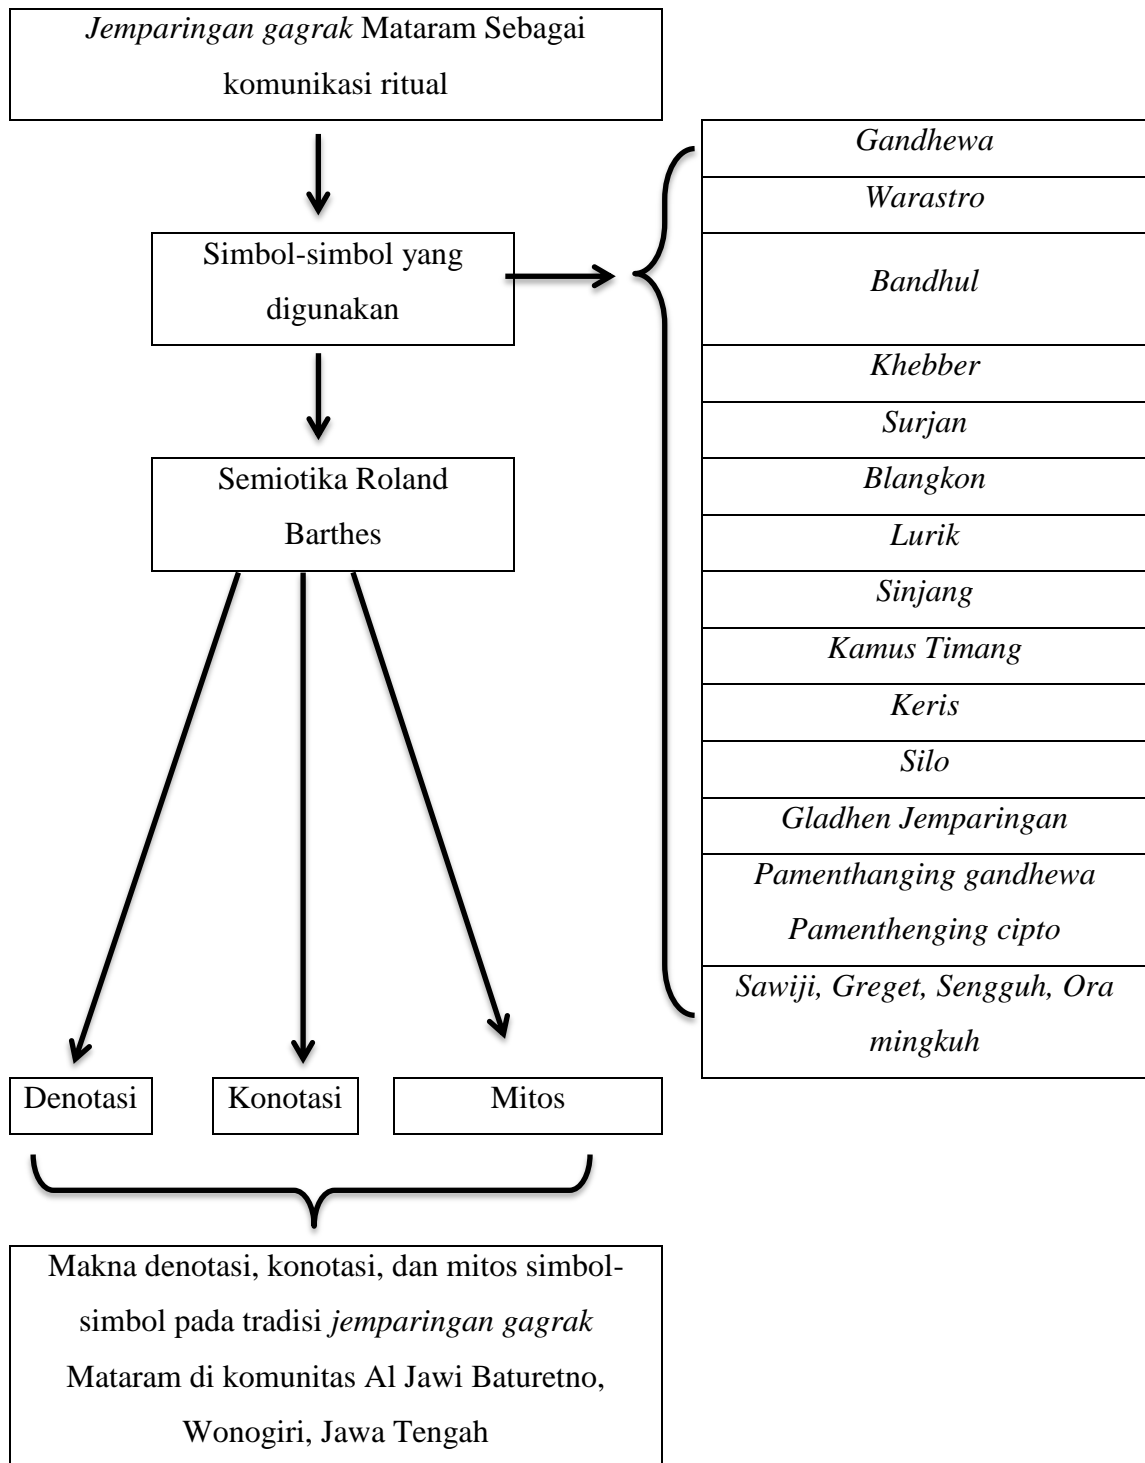 Jemparingan gagrak Mataram Sebagai
komunikasi ritual
Simbol-simbol yang
digunakan
Gandhewa
Warastro
Bandhul
Khebber
Surjan
Blangkon
Lurik
Sinjang
Kamus Timang
Keris
Silo
Gladhen Jemparingan
Pamenthanging gandhewa
Pamenthenging cipto
Sawiji, Greget, Sengguh, Ora
mingkuh
Semiotika Roland
Barthes
Denotasi
Konotasi
Mitos
Makna denotasi, konotasi, dan mitos simbol-
simbol pada tradisi jemparingan gagrak
Mataram di komunitas Al Jawi Baturetno,
Wonogiri, Jawa Tengah